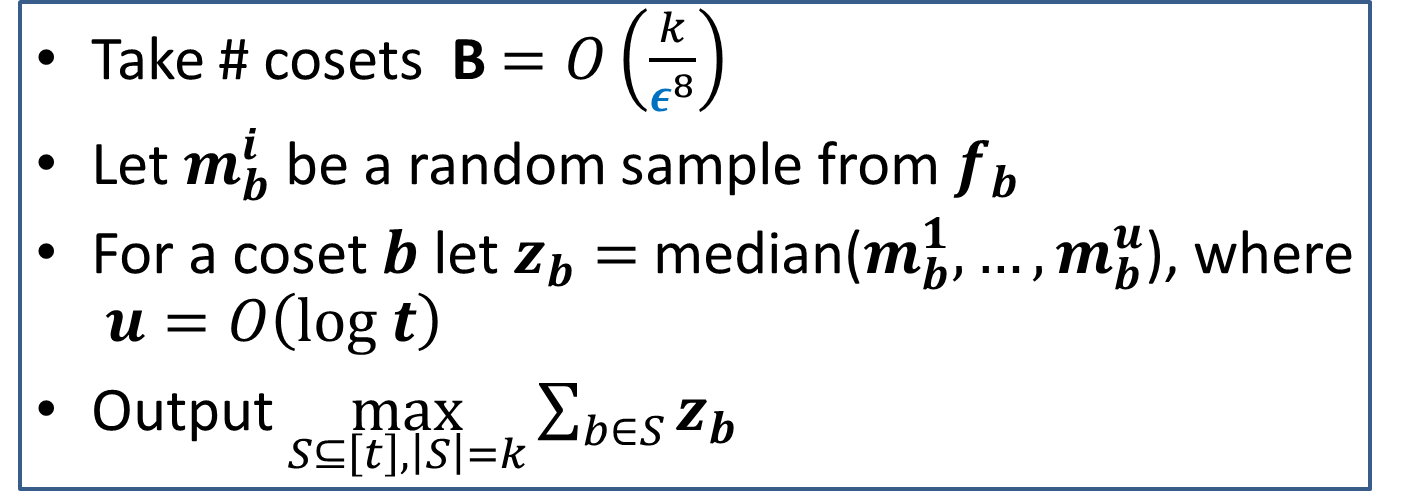 • Take # cosets B = O(k/ϵ⁸)
• Let m_b^i be a random sample from f_b
• For a coset b let z_b = median(m_b^1, …, m_b^u), where
u = O(log t)
• Output max_{S⊆[t],|S|=k} ∑_{b∈S} z_b